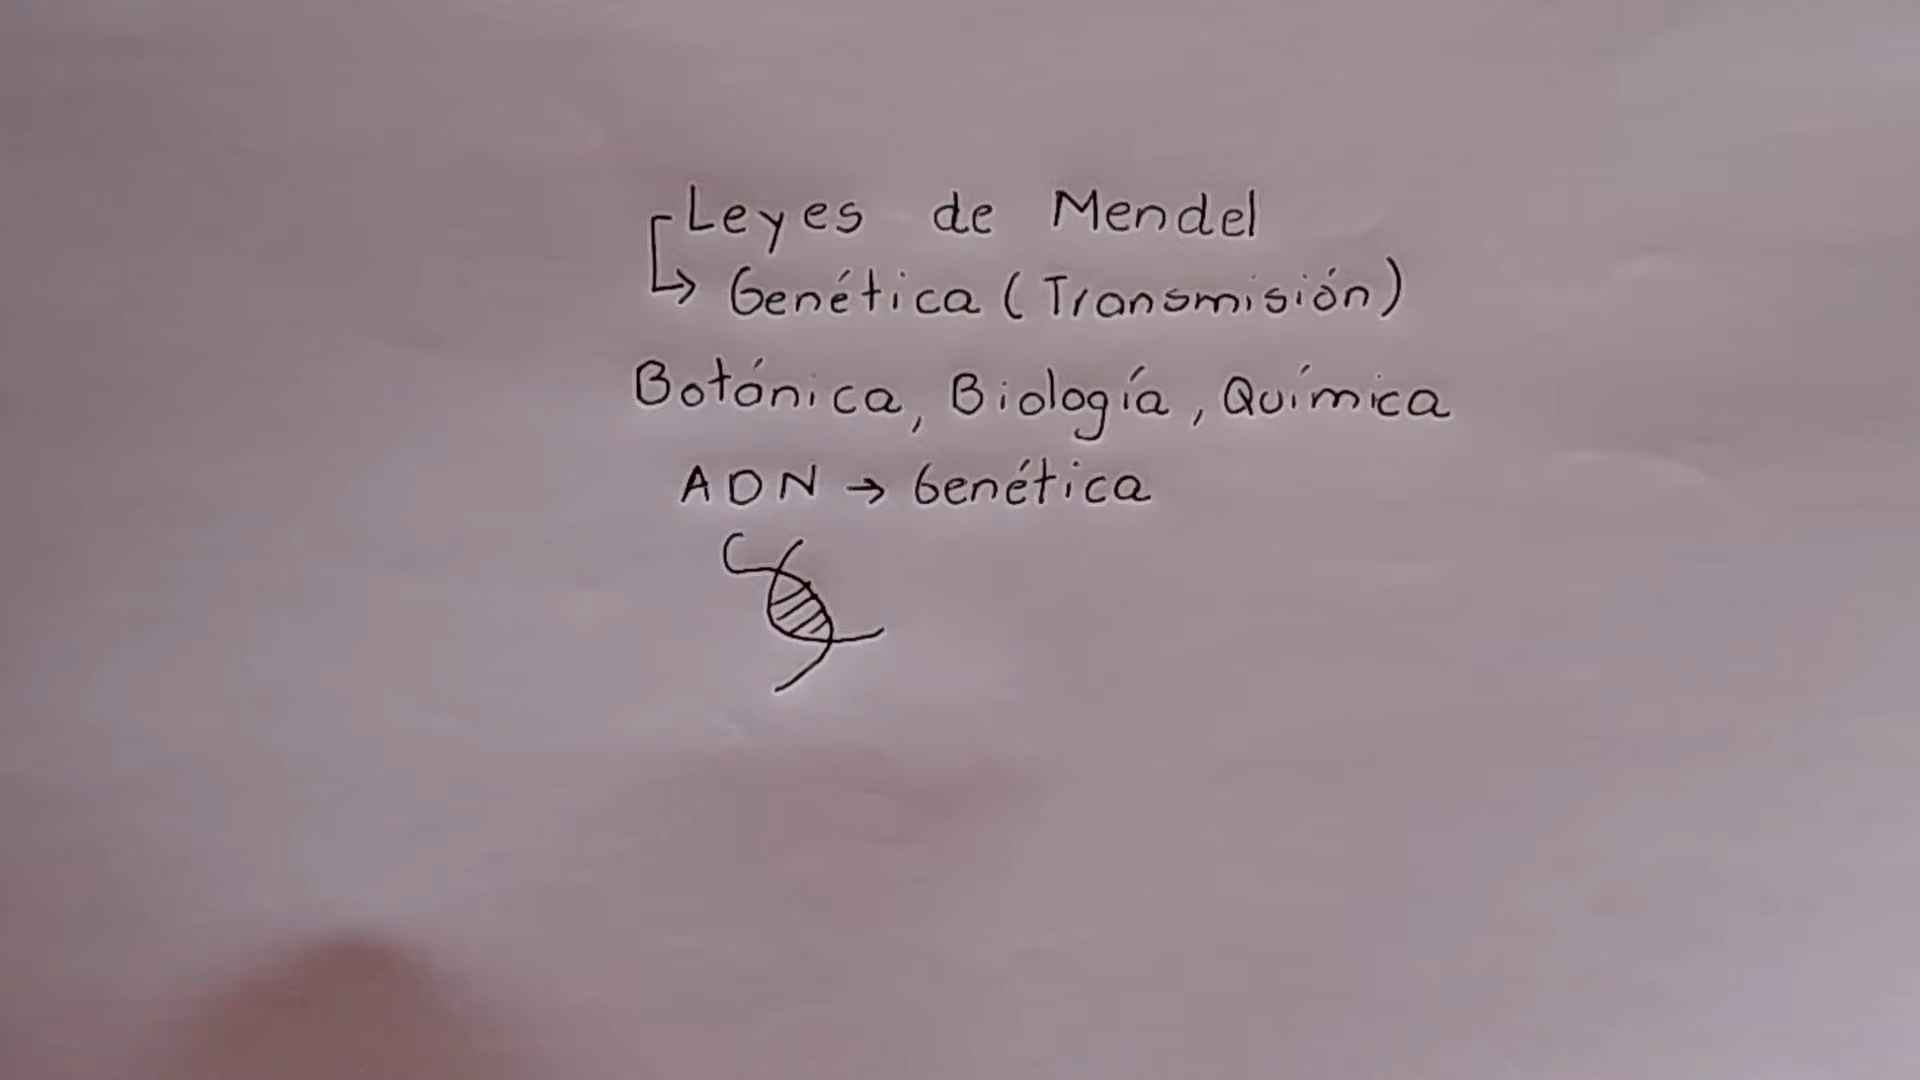 Leyes de Mendel
→ Genética (Transmisión)
Botánica, Biología, Química
ADN → Genética